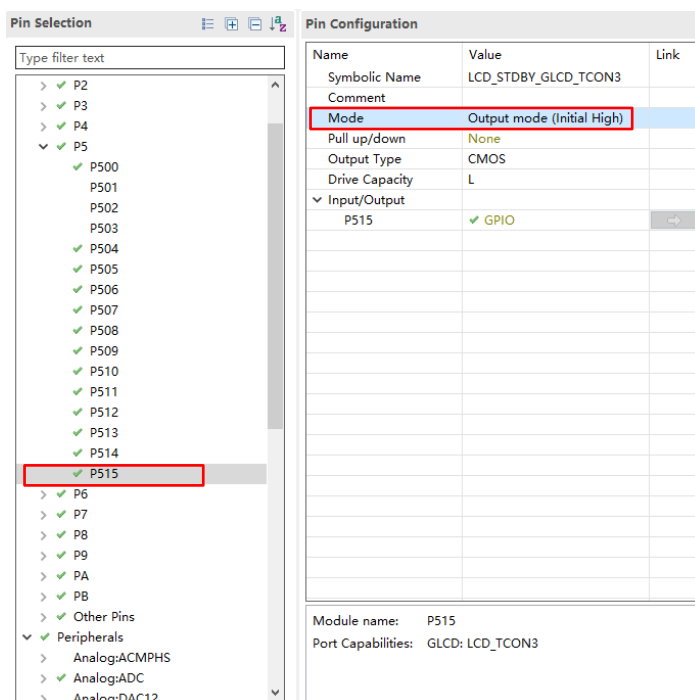 Pin Selection
Type filter text
P2
P3
P4
P5
P500
P501
P502
P503
P504
P505
P506
P507
P508
P509
P510
P511
P512
P513
P514
P515
P6
P7
P8
P9
PA
PB
Other Pins
Peripherals
Analog:ACMPHS
Analog:ADC
Analog:DAC12
Pin Configuration
Name Value Link
Symbolic Name LCD_STDBY_GLCD_TCON3
Comment
Mode Output mode (Initial High)
Pull up/down None
Output Type CMOS
Drive Capacity L
Input/Output
P515 GPIO
Module name: P515
Port Capabilities: GLCD: LCD_TCON3